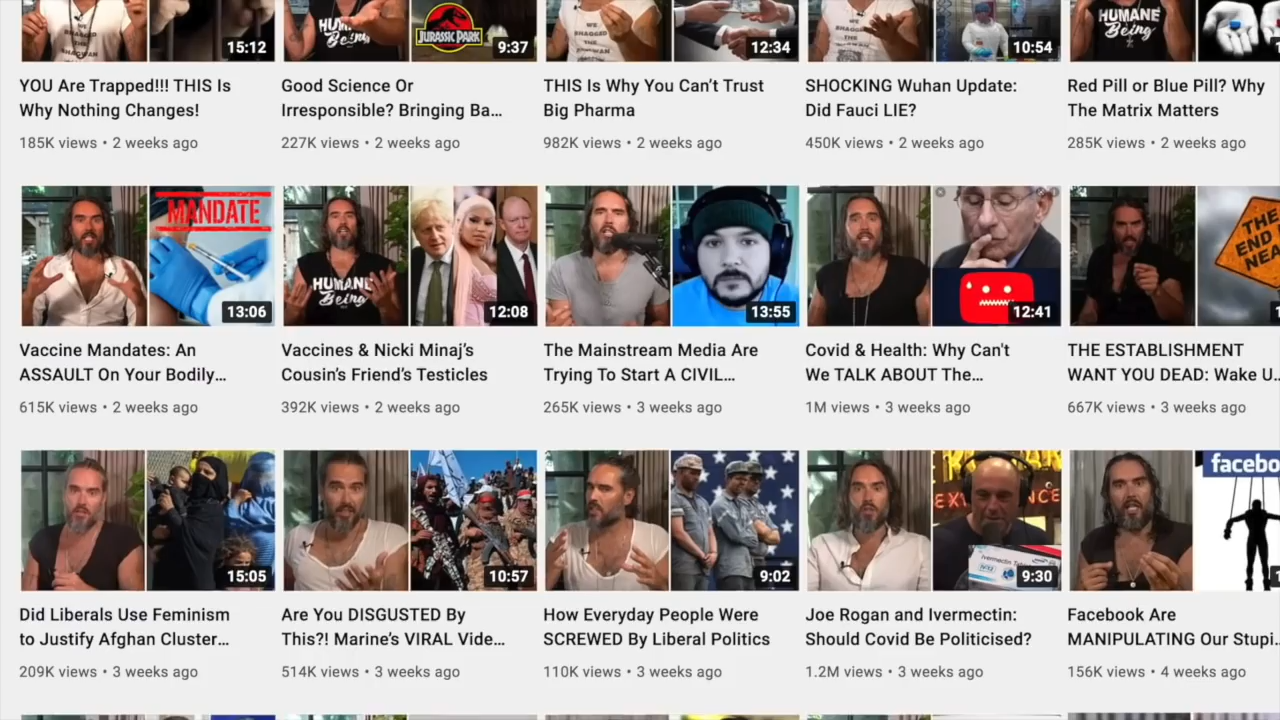 WE
SHAGGED
THE
15:12
HUMANE
Being
JURASSIC PARK
9:37
WE
SHAGGED
THE
12:34
10:54
HUMANE
Being
YOU Are Trapped!!! THIS Is
Why Nothing Changes!
185K views • 2 weeks ago
Good Science Or
Irresponsible? Bringing Ba...
227K views • 2 weeks ago
THIS Is Why You Can't Trust
Big Pharma
982K views • 2 weeks ago
SHOCKING Wuhan Update:
Did Fauci LIE?
450K views • 2 weeks ago
Red Pill or Blue Pill? Why
The Matrix Matters
285K views • 2 weeks ago
MANDATE
13:06
HUMANE
Being
12:08
13:55
12:41
THE
END I
NEA
Vaccine Mandates: An
ASSAULT On Your Bodily...
615K views • 2 weeks ago
Vaccines & Nicki Minaj's
Cousin's Friend's Testicles
392K views • 2 weeks ago
The Mainstream Media Are
Trying To Start A CIVIL...
265K views • 3 weeks ago
Covid & Health: Why Can't
We TALK ABOUT The...
1M views • 3 weeks ago
THE ESTABLISHMENT
WANT YOU DEAD: Wake U...
667K views • 3 weeks ago
15:05
10:57
9:02
9:30
facebo
Did Liberals Use Feminism
to Justify Afghan Cluster...
209K views • 3 weeks ago
Are You DISGUSTED By
This?! Marine's VIRAL Vide...
514K views • 3 weeks ago
How Everyday People Were
SCREWED By Liberal Politics
110K views • 3 weeks ago
Joe Rogan and Ivermectin:
Should Covid Be Politicised?
1.2M views • 3 weeks ago
Facebook Are
MANIPULATING Our Stupi...
156K views • 4 weeks ago